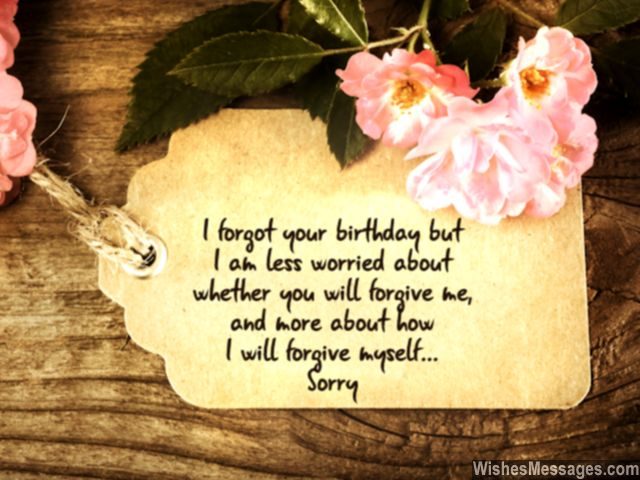 I forgot your birthday but
I am less worried about
whether you will forgive me,
and more about how
I will forgive myself...
Sorry
WishesMessages.com